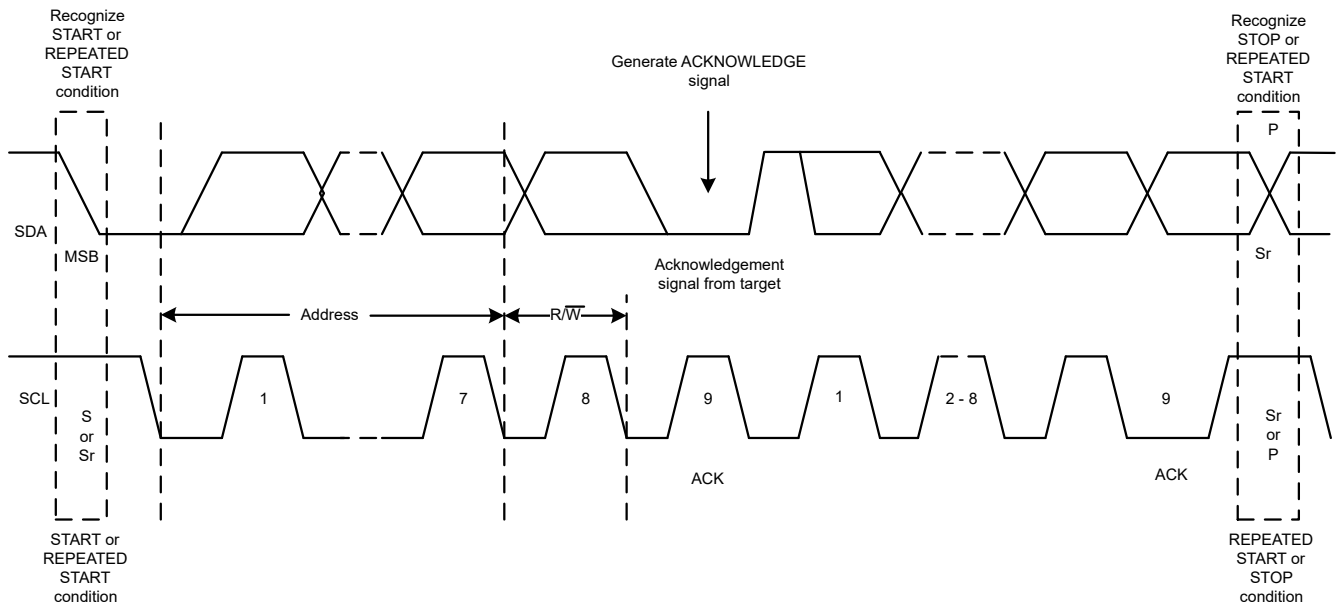 Recognize
START or
REPEATED
START
condition
Generate ACKNOWLEDGE
signal
Recognize
STOP or
REPEATED
START
condition
P
SDA
MSB
Acknowledgement
signal from target
Sr
Address
R/W̅
SCL
S
or
Sr
1
7
8
9
1
2 - 8
9
Sr
or
P
ACK
ACK
START or
REPEATED
START
condition
REPEATED
START or
STOP
condition